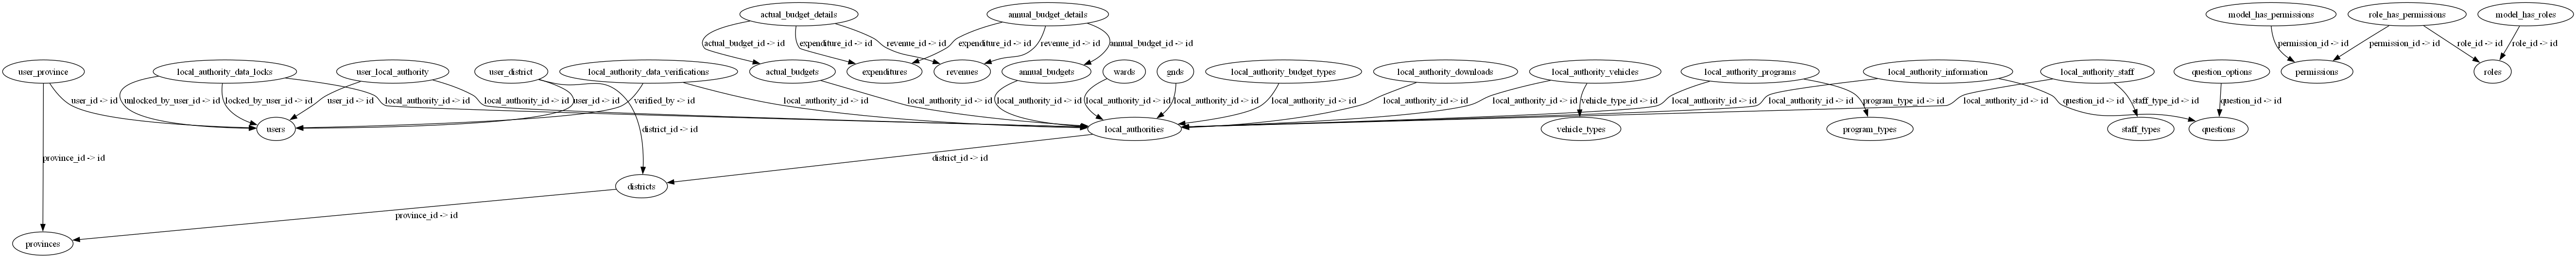 actual_budget_details
annual_budget_details
model_has_permissions
role_has_permissions
model_has_roles
actual_budget_id -> id
expenditure_id -> id
revenue_id -> id
expenditure_id -> id
revenue_id -> id
annual_budget_id -> id
permission_id -> id
permission_id -> id
role_id -> id
role_id -> id
user_province
local_authority_data_locks
user_local_authority
user_district
local_authority_data_verifications
actual_budgets
expenditures
revenues
annual_budgets
wards
gnds
local_authority_budget_types
local_authority_downloads
local_authority_vehicles
local_authority_programs
local_authority_information
local_authority_staff
question_options
permissions
roles
user_id -> id
unlocked_by_user_id -> id
locked_by_user_id -> id
user_id -> id
local_authority_id -> id
local_authority_id -> id
user_id -> id
verified_by -> id
local_authority_id -> id
local_authority_id -> id
local_authority_id -> id
local_authority_id -> id
local_authority_id -> id
local_authority_id -> id
local_authority_id -> id
local_authority_id -> id
vehicle_type_id -> id
local_authority_id -> id
local_authority_id -> id
program_type_id -> id
local_authority_id -> id
question_id -> id
staff_type_id -> id
question_id -> id
users
district_id -> id
local_authorities
vehicle_types
program_types
staff_types
questions
province_id -> id
district_id -> id
districts
province_id -> id
provinces